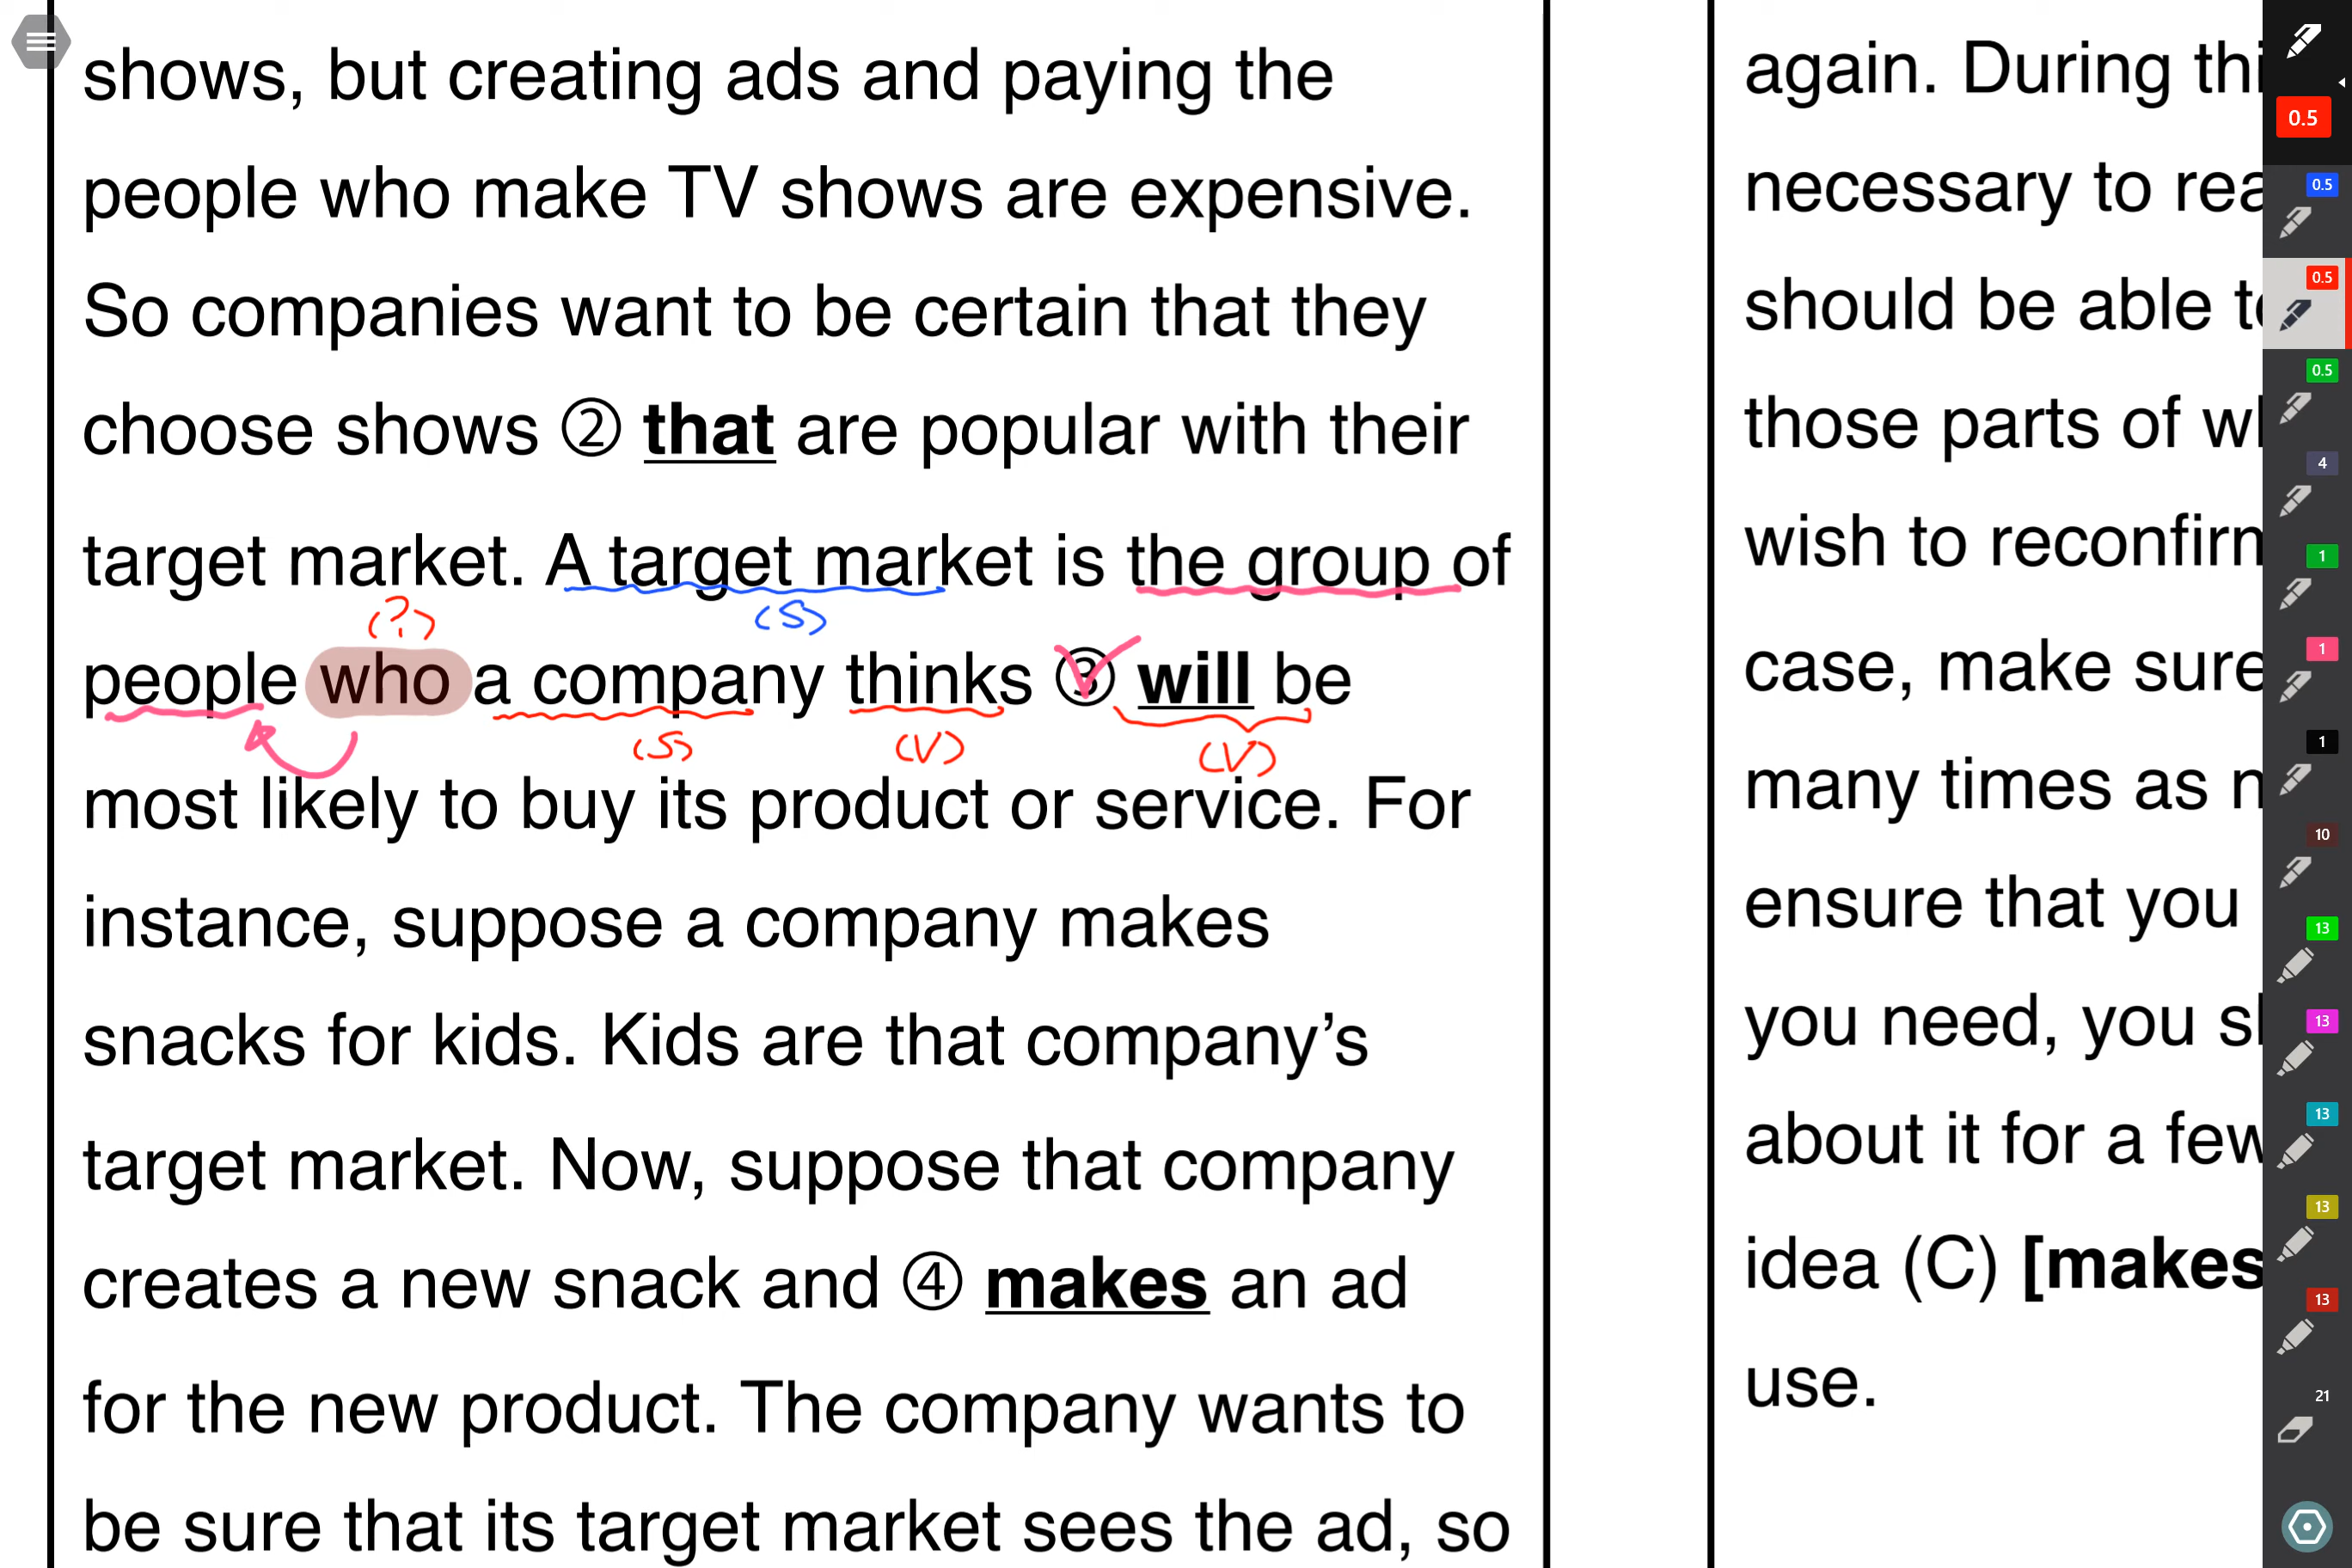 shows, but creating ads and paying the
people who make TV shows are expensive.
So companies want to be certain that they
choose shows ② that are popular with their
target market. A target market is the group of
(?) (S)
people who a company thinks ③ will be
(S) (V) (V)
most likely to buy its product or service. For
instance, suppose a company makes
snacks for kids. Kids are that company’s
target market. Now, suppose that company
creates a new snack and ④ makes an ad
for the new product. The company wants to
be sure that its target market sees the ad, so
again. During thi
necessary to rea
should be able to
those parts of wh
wish to reconfirm
case, make sure
many times as n
ensure that you
you need, you sh
about it for a few
idea (C) [makes
use.
0.5
0.5
0.5
0.5
4
1
1
1
10
13
13
13
13
13
21